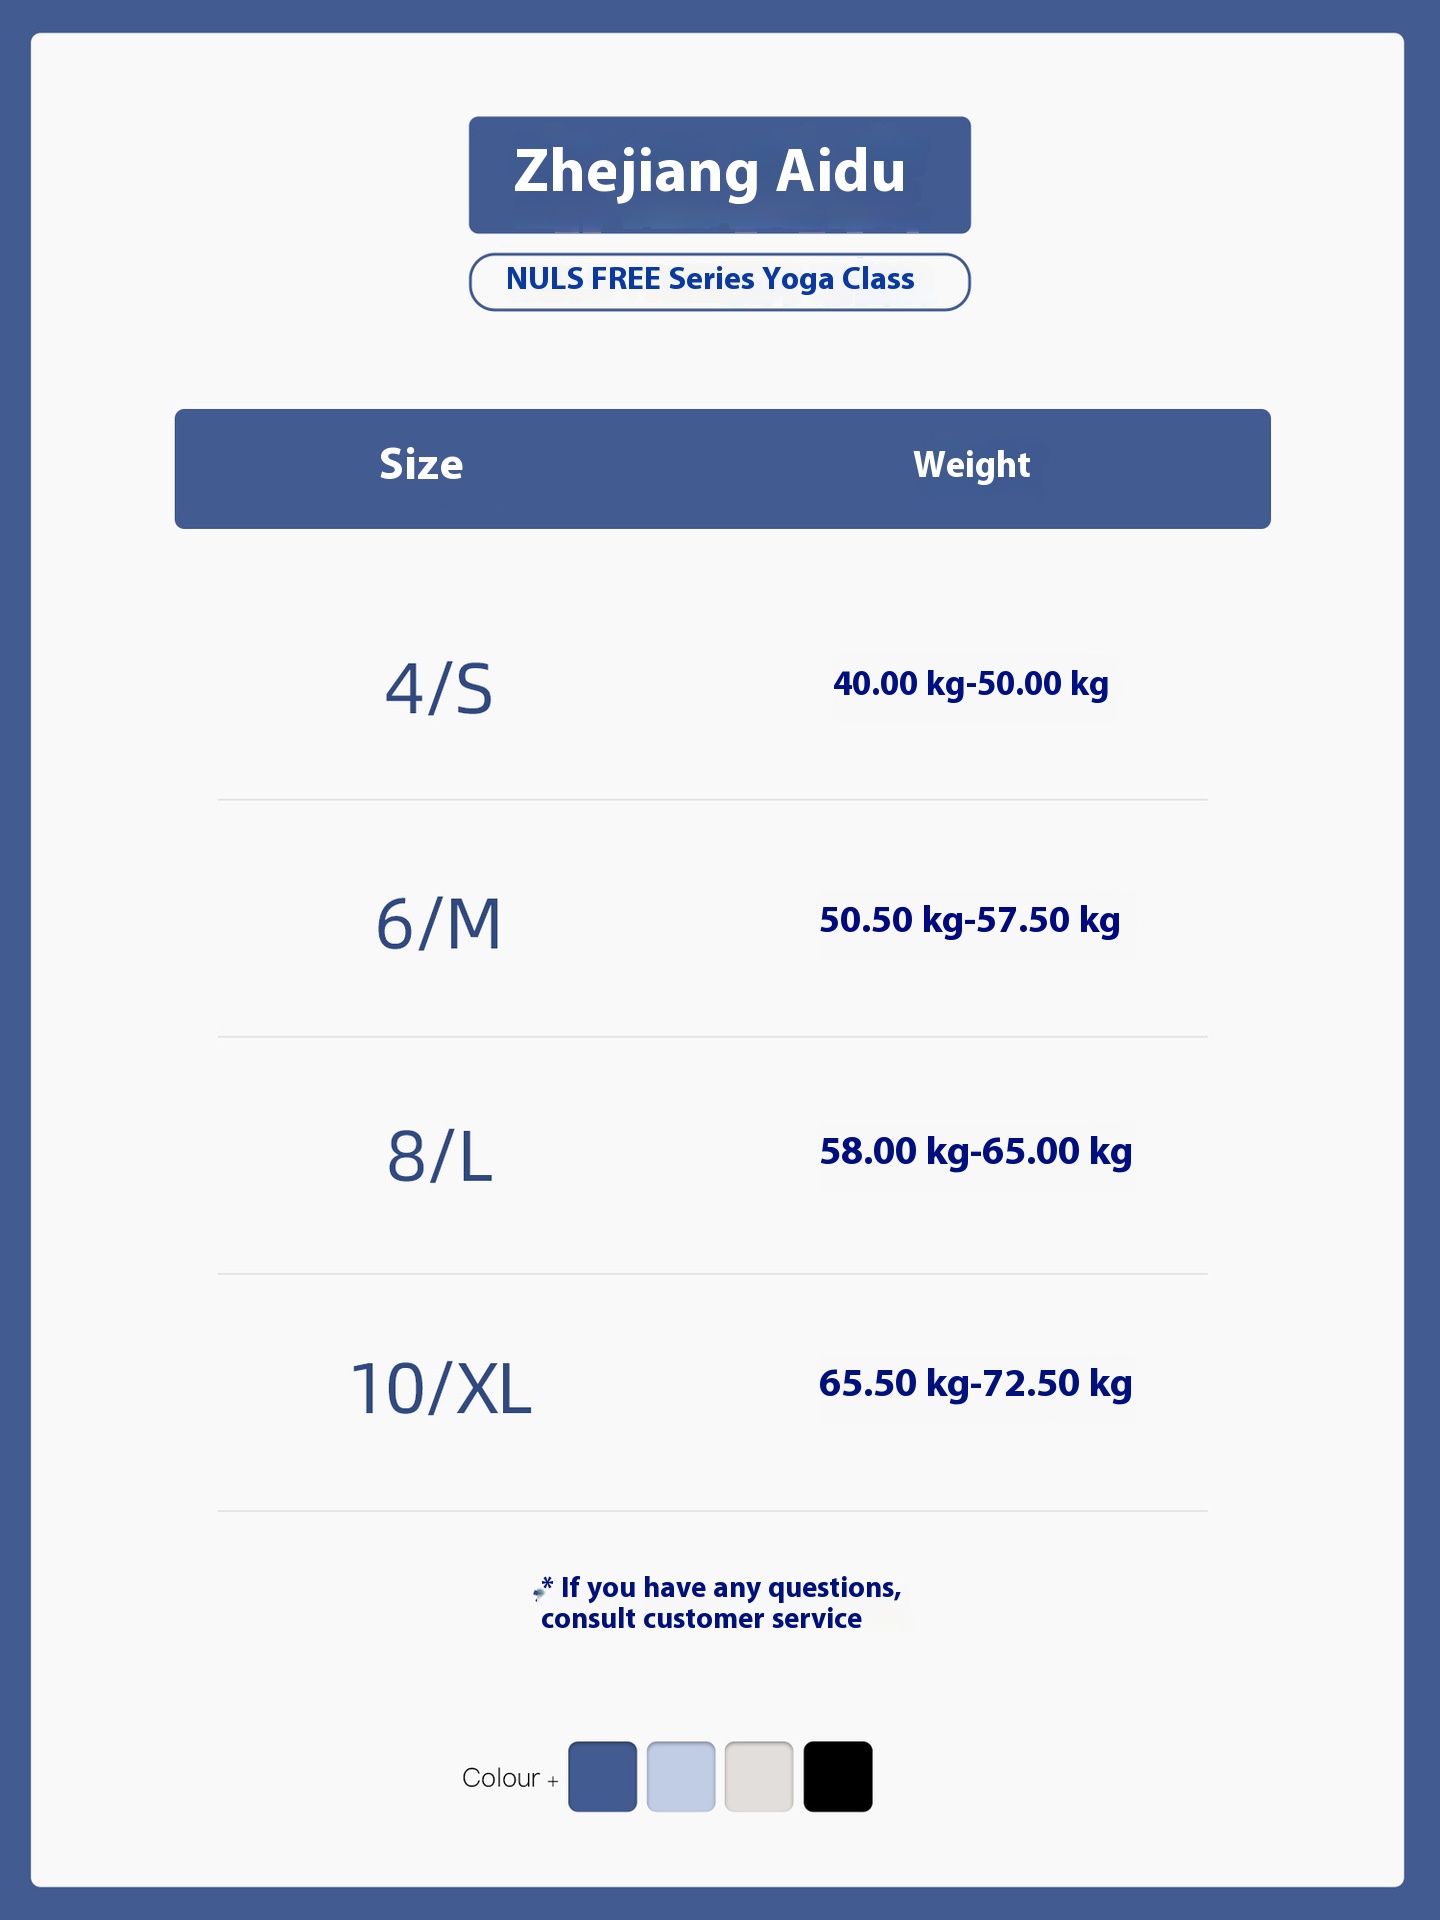 Zhejiang Aidu
NULS FREE Series Yoga Class
Size Weight
4/S 40.00 kg-50.00 kg
6/M 50.50 kg-57.50 kg
8/L 58.00 kg-65.00 kg
10/XL 65.50 kg-72.50 kg
* If you have any questions,
consult customer service
Colour +